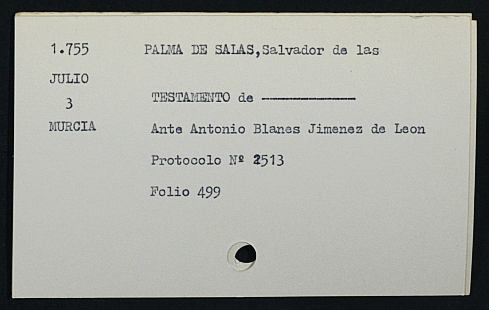 1.755 PALMA DE SALAS,Salvador de las
JULIO
3 TESTAMENTO de ---------------
MURCIA Ante Antonio Blanes Jimenez de Leon
Protocolo Nº 2513
Folio 499